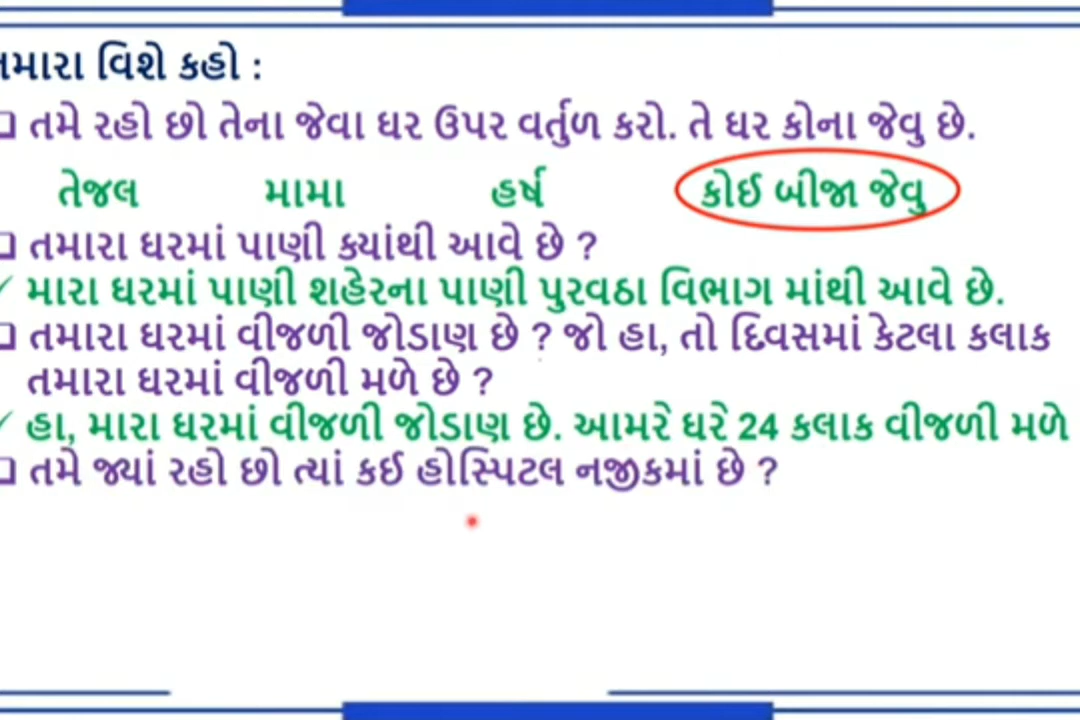 તમારા વિશે કહો :
❑ તમે રહો છો તેના જેવા ઘર ઉપર વર્તુળ કરો. તે ઘર કોના જેવુ છે.
તેજલ મામા હર્ષ કોઈ બીજા જેવુ
❑ તમારા ઘરમાં પાણી ક્યાંથી આવે છે ?
✓ મારા ઘરમાં પાણી શહેરના પાણી પુરવઠા વિભાગ માંથી આવે છે.
❑ તમારા ઘરમાં વીજળી જોડાણ છે ? જો હા, તો દિવસમાં કેટલા કલાક
તમારા ઘરમાં વીજળી મળે છે ?
✓ હા, મારા ઘરમાં વીજળી જોડાણ છે. આમરે ઘરે 24 કલાક વીજળી મળે
❑ તમે જ્યાં રહો છો ત્યાં કઈ હોસ્પિટલ નજીકમાં છે ?